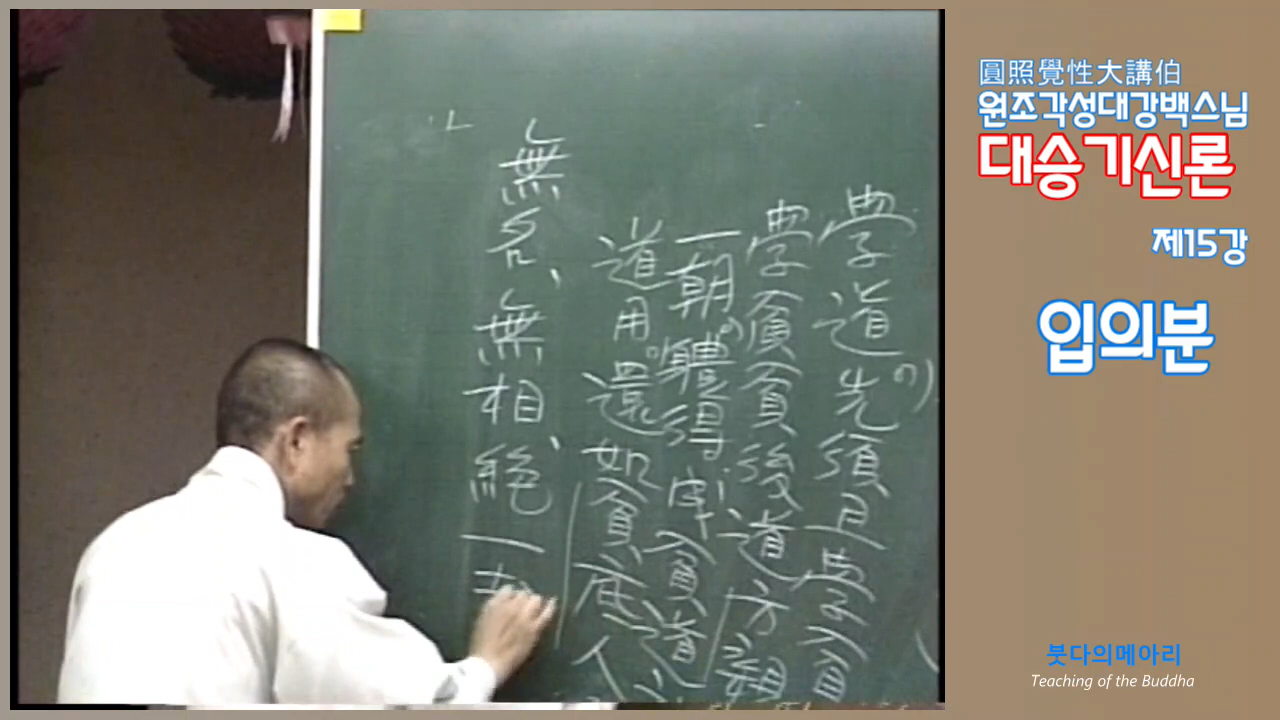 學道先須且學貧
學貧貧後道方親
一朝體得成貧道
道用還如貧底人
無名、無相絶一切
圓照覺性大講伯
원조각성대강백스님
대승기신론
제15강
입의분
붓다의메아리
Teaching of the Buddha